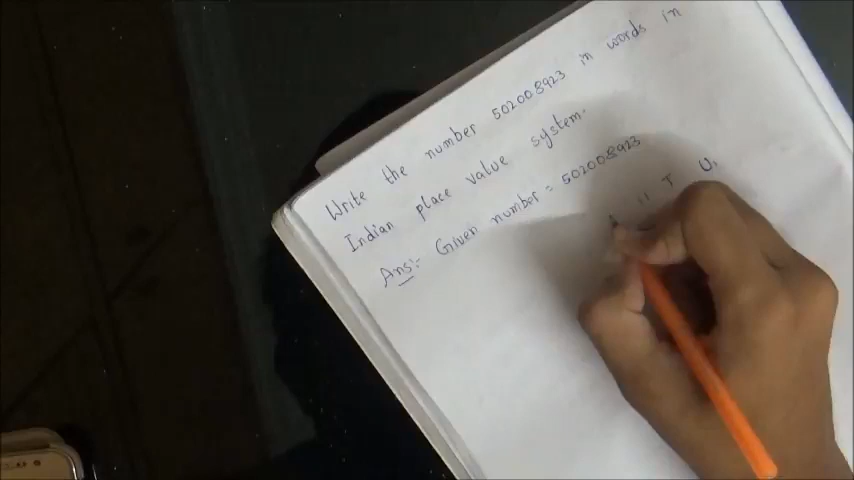 Write the number 502008923 in words in
Indian place value system.
Ans:- Given number = 502008923
H T U